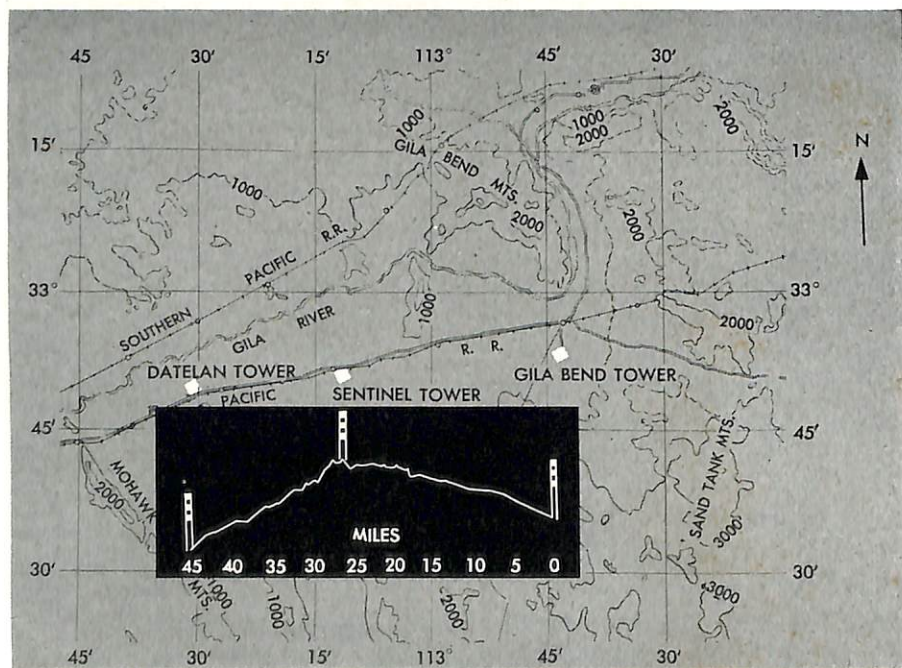 45′ 30′ 113° 45′ 30′
1000
2000
1000
2000
15′ GILA BEND MTS. 15′
N
1000
2000
2000
R.R.
PACIFIC
33° 33°
1000
SOUTHERN
GILA RIVER
2000
R. R.
DATELAN TOWER
PACIFIC
SENTINEL TOWER
GILA BEND TOWER
45′ 45′
MOHAWK
2000
SAND TANK MTS.
3000
MILES
45 40 35 30 25 20 15 10 5 0
30′ 30′
MTS.
1000
1000
2000
3000
45′ 30′ 15′ 113° 45′ 30′